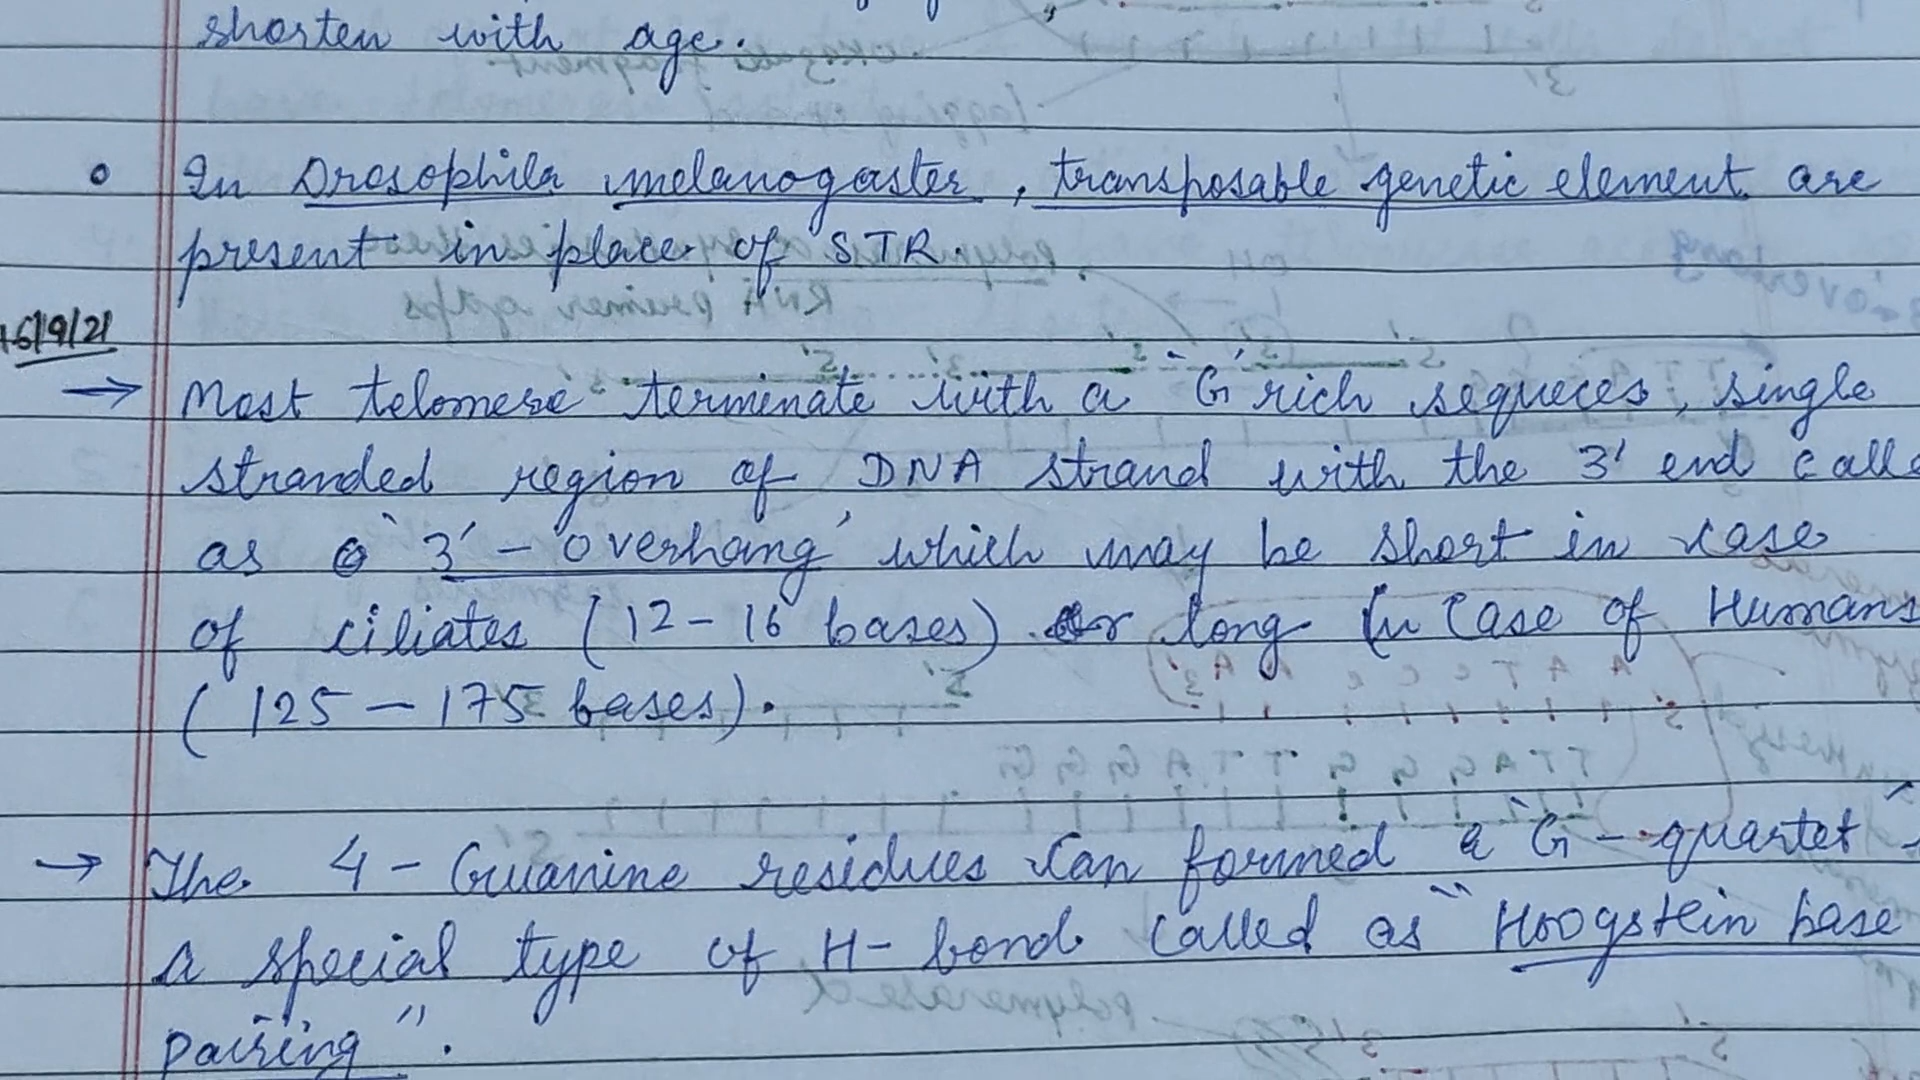 shorten with age.
• In Drosophila melanogaster, transposable genetic element are
present in place of STR.
16/9/21
→ Most telomere terminate with a G rich sequeces, single
stranded region of DNA strand with the 3' end calle
as a '3' - overhang' which may be short in case
of ciliates (12-16 bases) or long in case of Humans
(125 - 175 bases).
→ The 4 - Guanine residues can formed a G - quartet
a special type of H- bond called as "Hoogstein base
pairing".